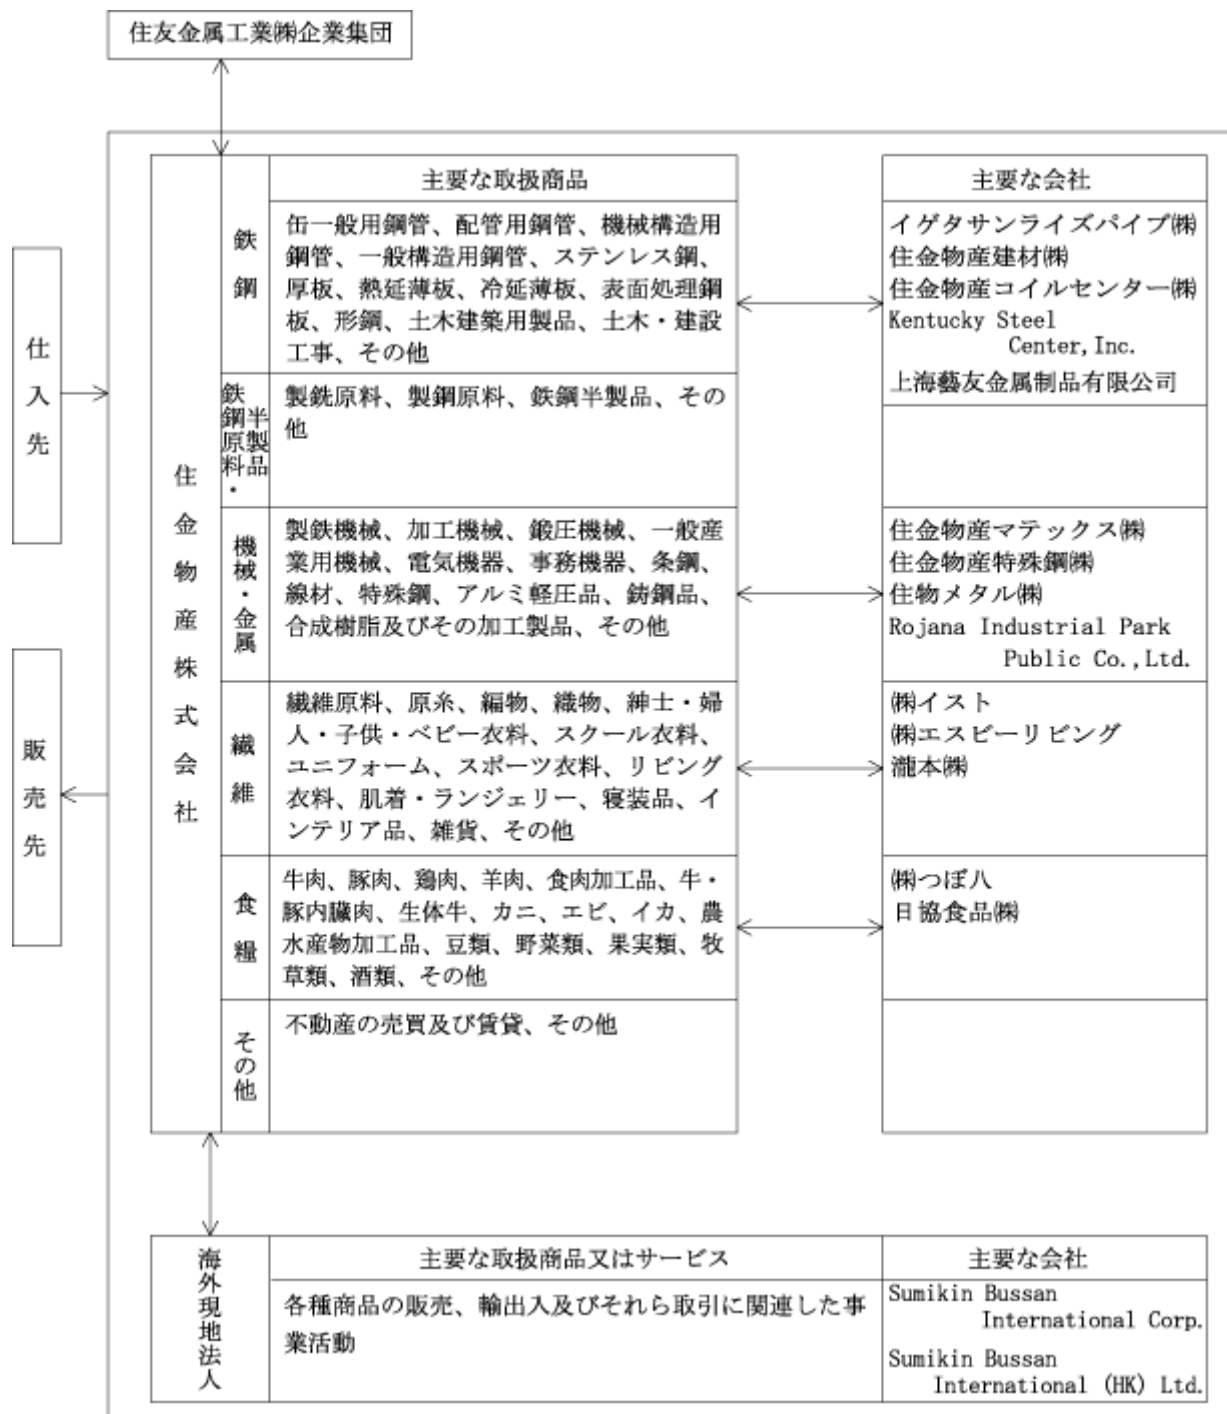 住友金属工業㈱企業集団
仕入先
販売先
住金物産株式会社
主要な取扱商品
主要な会社
鉄鋼
缶一般用鋼管、配管用鋼管、機械構造用
鋼管、一般構造用鋼管、ステンレス鋼、
厚板、熱延薄板、冷延薄板、表面処理鋼
板、形鋼、土木建築用製品、土木・建設
工事、その他
イゲタサンライズパイプ㈱
住金物産建材㈱
住金物産コイルセンター㈱
Kentucky Steel
Center,Inc.
上海藝友金属制品有限公司
鉄鋼原料・
半製品
製銑原料、製鋼原料、鉄鋼半製品、その
他
機械・金属
製鉄機械、加工機械、鍛圧機械、一般産
業用機械、電気機器、事務機器、条鋼、
線材、特殊鋼、アルミ軽圧品、鋳鋼品、
合成樹脂及びその加工製品、その他
住金物産マテックス㈱
住金物産特殊鋼㈱
住物メタル㈱
Rojana Industrial Park
Public Co.,Ltd.
繊維
繊維原料、原糸、編物、織物、紳士・婦
人・子供・ベビー衣料、スクール衣料、
ユニフォーム、スポーツ衣料、リビング
衣料、肌着・ランジェリー、寝装品、イ
ンテリア品、雑貨、その他
㈱イスト
㈱エスビーリビング
瀧本㈱
食糧
牛肉、豚肉、鶏肉、羊肉、食肉加工品、牛・
豚内臓肉、生体牛、カニ、エビ、イカ、農
水産物加工品、豆類、野菜類、果実類、牧
草類、酒類、その他
㈱つぼ八
日協食品㈱
その他
不動産の売買及び賃貸、その他
海外現地法人
主要な取扱商品又はサービス
主要な会社
各種商品の販売、輸出入及びそれら取引に関連した事
業活動
Sumikin Bussan
International Corp.
Sumikin Bussan
International (HK) Ltd.